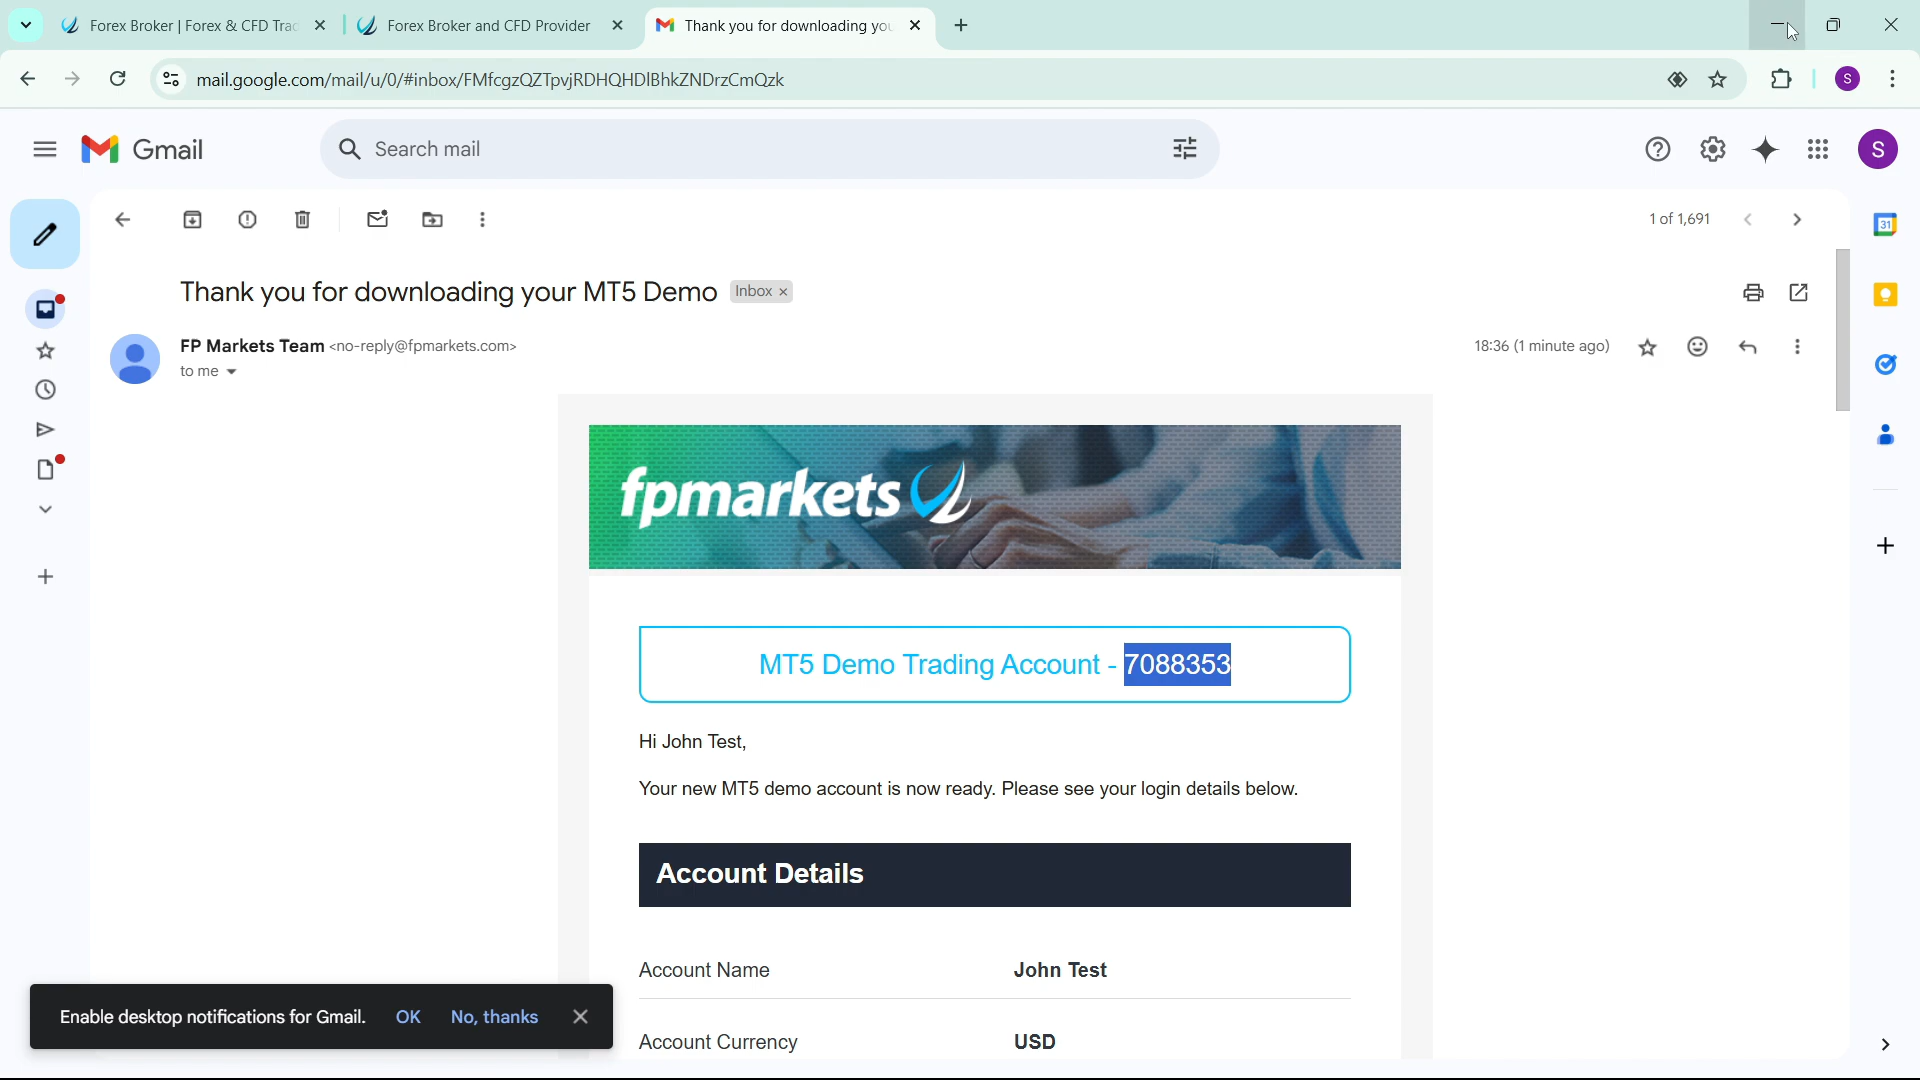 Forex Broker | Forex & CFD Trad
Forex Broker and CFD Provider
Thank you for downloading you
mail.google.com/mail/u/0/#inbox/FMfcgzQZTpvjRDHQHDlBhkZNDrzCmQzk
S
Gmail
Search mail
S
1 of 1,691
31
Thank you for downloading your MT5 Demo Inbox ×
FP Markets Team <no-reply@fpmarkets.com>
18:36 (1 minute ago)
to me
fpmarkets
MT5 Demo Trading Account - 7088353
Hi John Test,
Your new MT5 demo account is now ready. Please see your login details below.
Account Details
Account Name John Test
Account Currency USD
Enable desktop notifications for Gmail. OK No, thanks